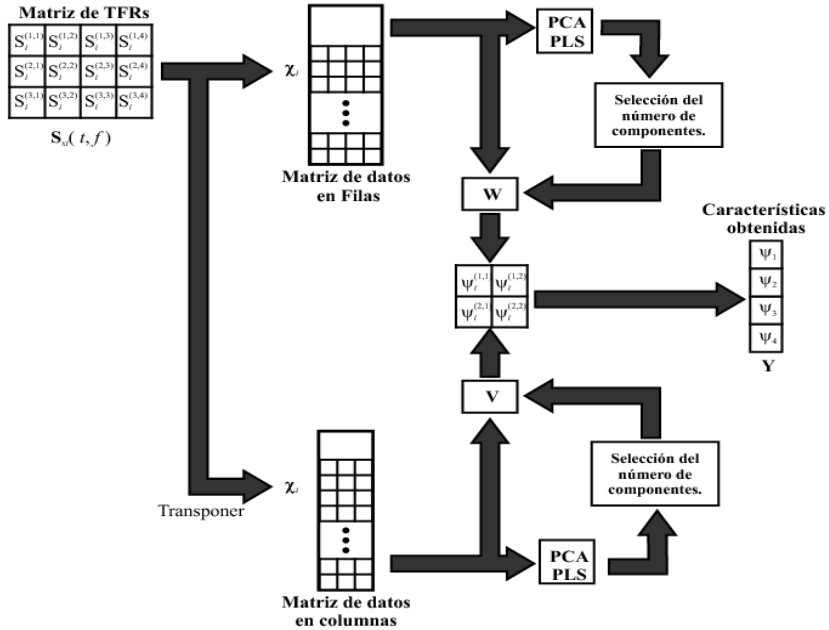 Matriz de TFRs
S_i^(1,1) S_i^(1,2) S_i^(1,3) S_i^(1,4)
S_i^(2,1) S_i^(2,2) S_i^(2,3) S_i^(2,4)
S_i^(3,1) S_i^(3,2) S_i^(3,3) S_i^(3,4)
S_xi( t, f )
χ_i
Matriz de datos
en Filas
PCA
PLS
Selección del
número de
componentes.
W
ψ_i^(1,1) ψ_i^(1,2)
ψ_i^(2,1) ψ_i^(2,2)
Características
obtenidas
ψ_1
ψ_2
ψ_3
ψ_4
Y
V
Transponer
χ_i
Matriz de datos
en columnas
PCA
PLS
Selección del
número de
componentes.